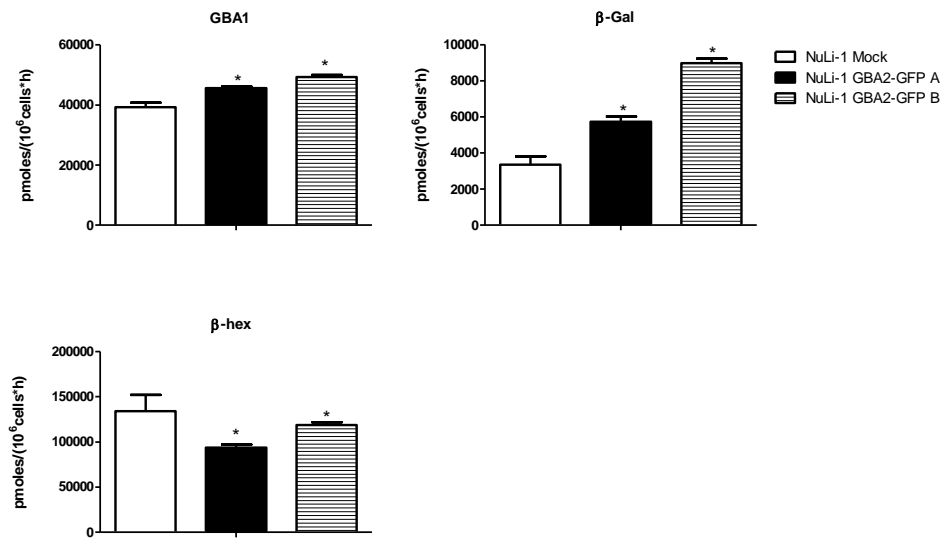 GBA1
60000
40000
20000
0
pmoles/(10⁶cells*h)
*
*
β-Gal
10000
8000
6000
4000
2000
0
pmoles/(10⁶cells*h)
*
*
NuLi-1 Mock
NuLi-1 GBA2-GFP A
NuLi-1 GBA2-GFP B
β-hex
200000
150000
100000
50000
0
pmoles/(10⁶cells*h)
*
*